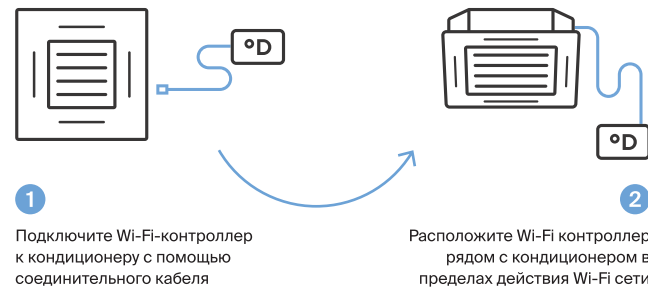 °D
°D
1
Подключите Wi-Fi-контроллер
к кондиционеру с помощью
соединительного кабеля
2
Расположите Wi-Fi контроллер
рядом с кондиционером в
пределах действия Wi-Fi сети